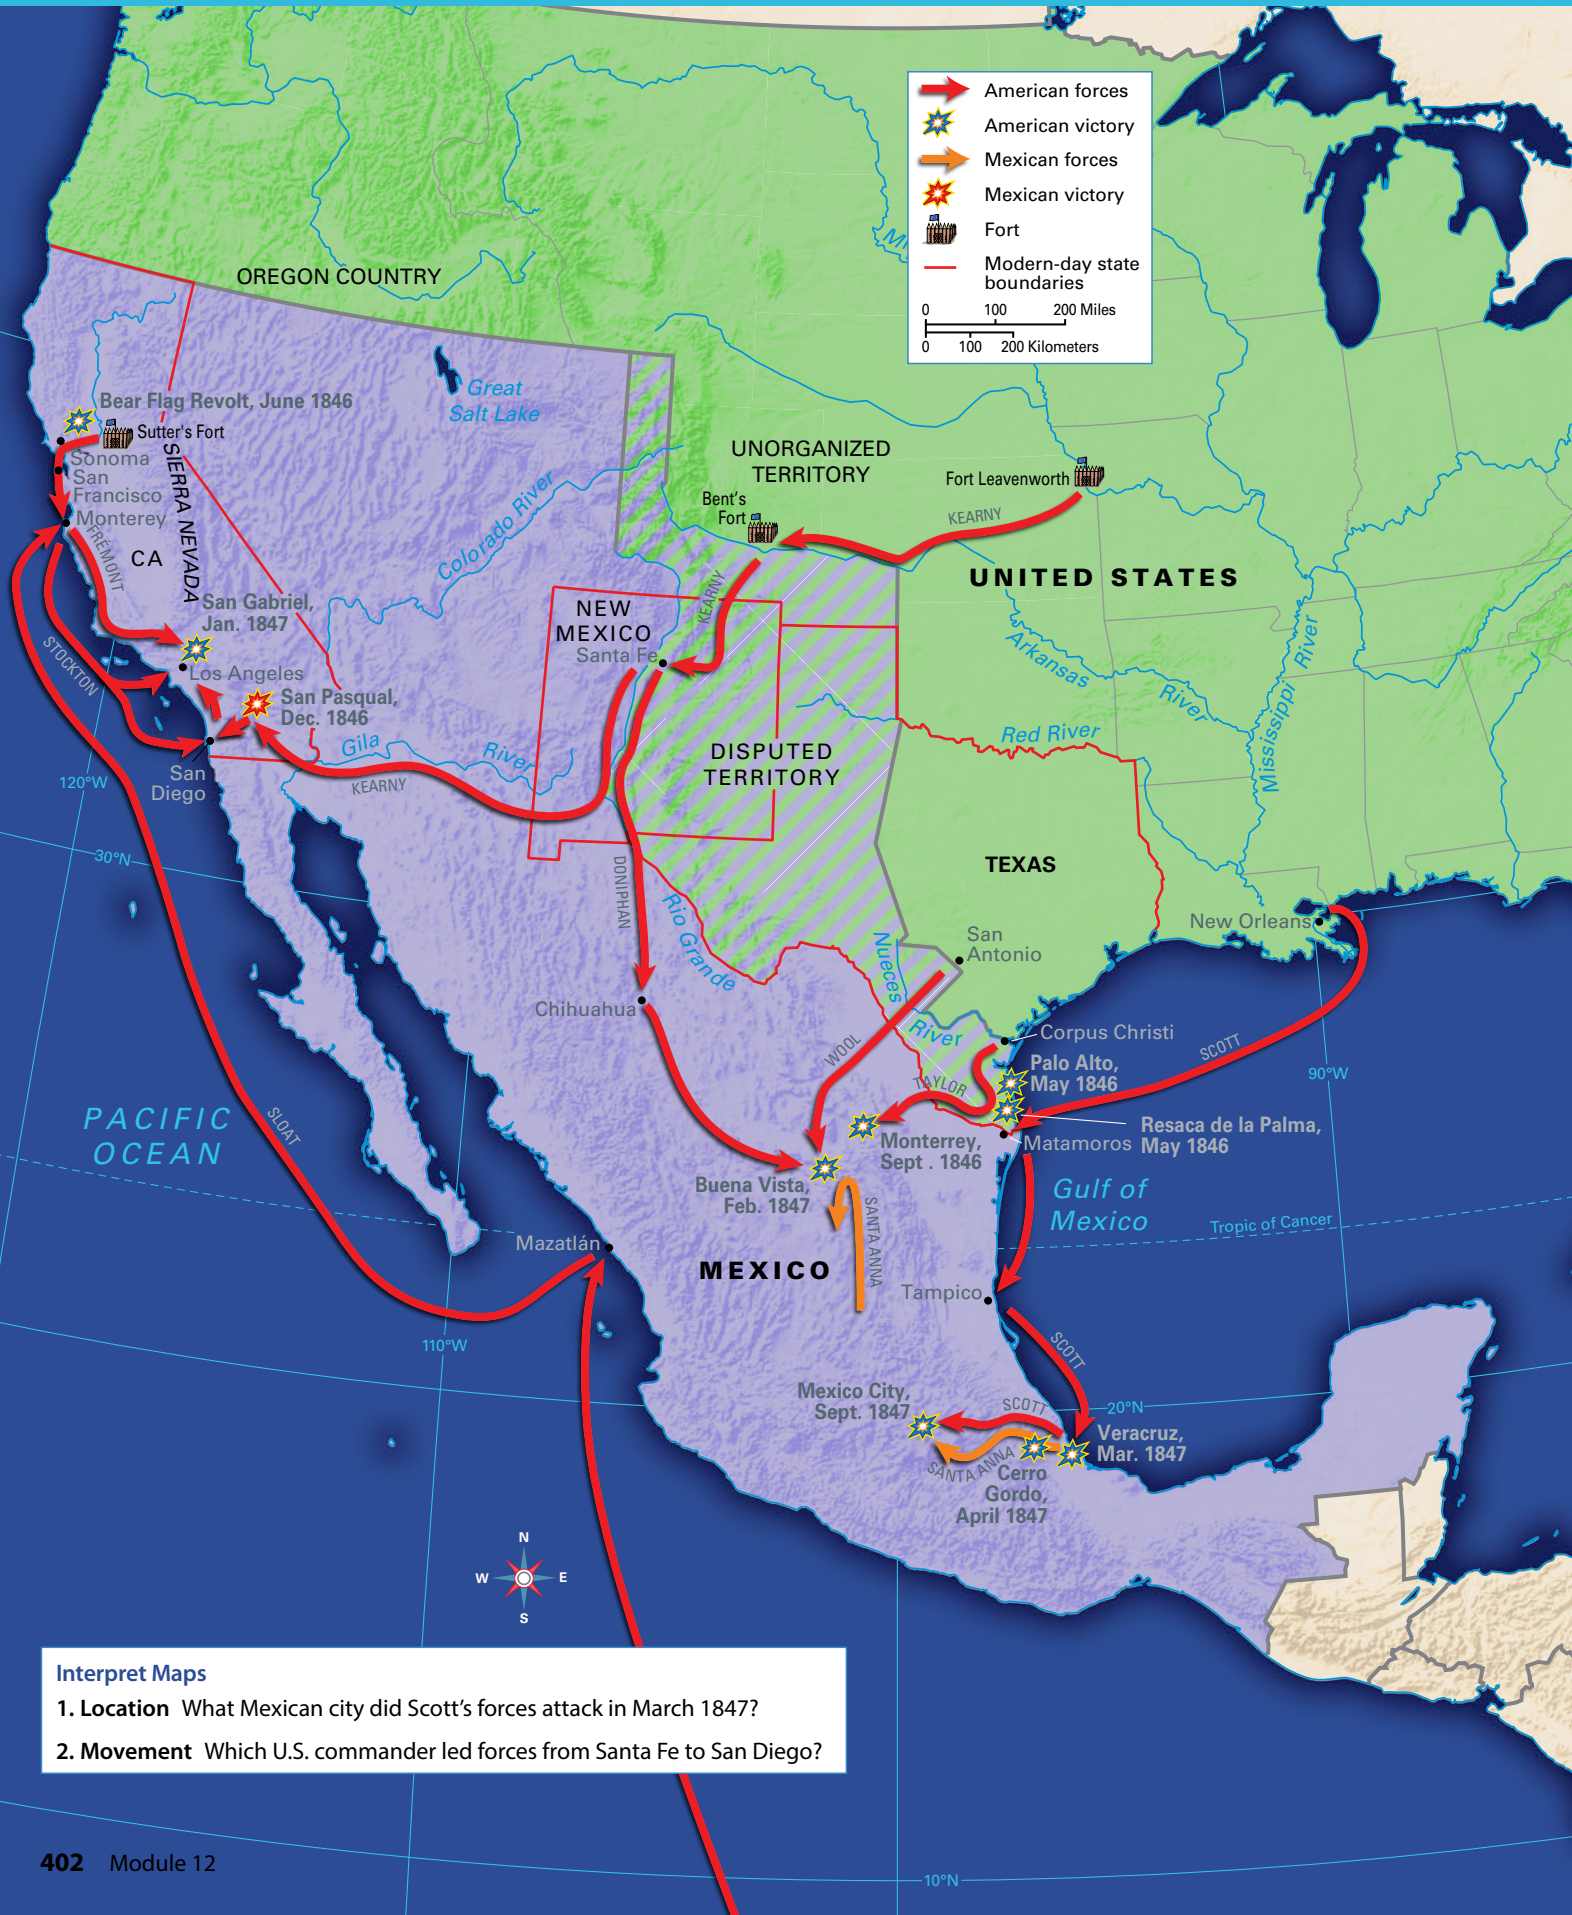 American forces
American victory
Mexican forces
Mexican victory
Fort
Modern-day state
boundaries
0 100 200 Miles
0 100 200 Kilometers
OREGON COUNTRY
Great
Salt Lake
Bear Flag Revolt, June 1846
Sutter's Fort
Sonoma
San
Francisco
Monterey
SIERRA NEVADA
FRÉMONT
CA
Colorado River
UNORGANIZED
TERRITORY
Bent's
Fort
Fort Leavenworth
KEARNY
UNITED STATES
KEARNY
NEW
MEXICO
Santa Fe
San Gabriel,
Jan. 1847
Los Angeles
STOCKTON
San Pasqual,
Dec. 1846
Gila River
KEARNY
San
Diego
Arkansas River
Mississippi River
Red River
DISPUTED
TERRITORY
120°W
30°N
TEXAS
DONIPHAN
Rio Grande
Nueces River
San
Antonio
New Orleans
Chihuahua
Corpus Christi
WOOL
SCOTT
TAYLOR
Palo Alto,
May 1846
90°W
PACIFIC
OCEAN
SLOAT
Resaca de la Palma,
May 1846
Matamoros
Monterrey,
Sept . 1846
Buena Vista,
Feb. 1847
SANTA ANNA
Gulf of
Mexico
Tropic of Cancer
Mazatlán
MEXICO
Tampico
110°W
SCOTT
Mexico City,
Sept. 1847
SCOTT
20°N
Veracruz,
Mar. 1847
SANTA ANNA
Cerro
Gordo,
April 1847
N
W E
S
Interpret Maps
1. Location What Mexican city did Scott’s forces attack in March 1847?
2. Movement Which U.S. commander led forces from Santa Fe to San Diego?
402 Module 12
10°N